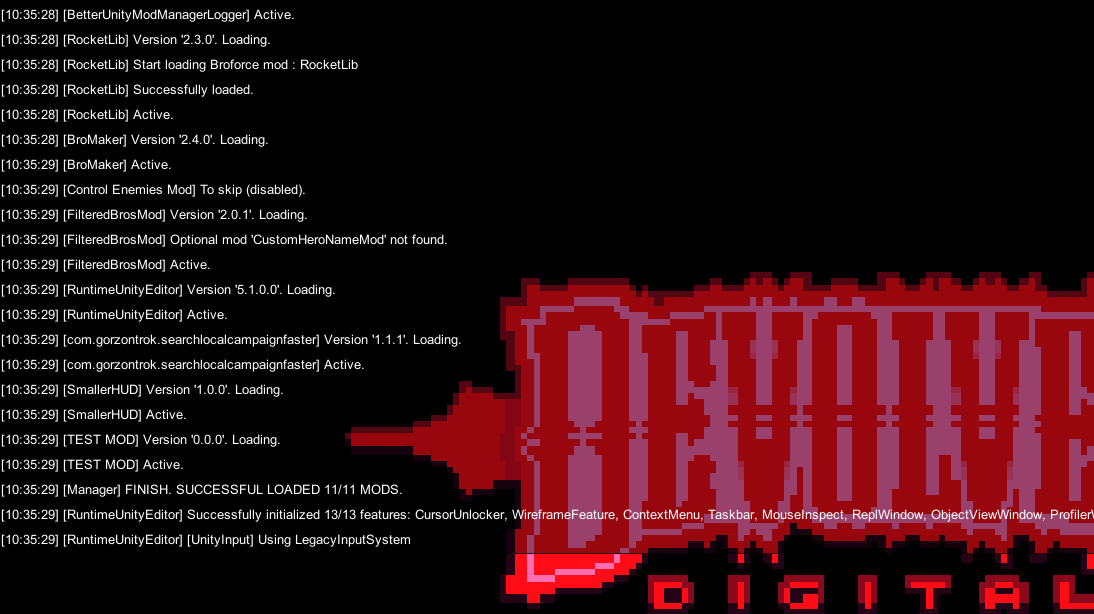 [10:35:28] [BetterUnityModManagerLogger] Active.
[10:35:28] [RocketLib] Version '2.3.0'. Loading.
[10:35:28] [RocketLib] Start loading Broforce mod : RocketLib
[10:35:28] [RocketLib] Successfully loaded.
[10:35:28] [RocketLib] Active.
[10:35:28] [BroMaker] Version '2.4.0'. Loading.
[10:35:29] [BroMaker] Active.
[10:35:29] [Control Enemies Mod] To skip (disabled).
[10:35:29] [FilteredBrosMod] Version '2.0.1'. Loading.
[10:35:29] [FilteredBrosMod] Optional mod 'CustomHeroNameMod' not found.
[10:35:29] [FilteredBrosMod] Active.
[10:35:29] [RuntimeUnityEditor] Version '5.1.0.0'. Loading.
[10:35:29] [RuntimeUnityEditor] Active.
[10:35:29] [com.gorzontrok.searchlocalcampaignfaster] Version '1.1.1'. Loading.
[10:35:29] [com.gorzontrok.searchlocalcampaignfaster] Active.
[10:35:29] [SmallerHUD] Version '1.0.0'. Loading.
[10:35:29] [SmallerHUD] Active.
[10:35:29] [TEST MOD] Version '0.0.0'. Loading.
[10:35:29] [TEST MOD] Active.
[10:35:29] [Manager] FINISH. SUCCESSFUL LOADED 11/11 MODS.
[10:35:29] [RuntimeUnityEditor] Successfully initialized 13/13 features: CursorUnlocker, WireframeFeature, ContextMenu, Taskbar, MouseInspect, ReplWindow, ObjectViewWindow, ProfilerW
[10:35:29] [RuntimeUnityEditor] [UnityInput] Using LegacyInputSystem
DIGITAL